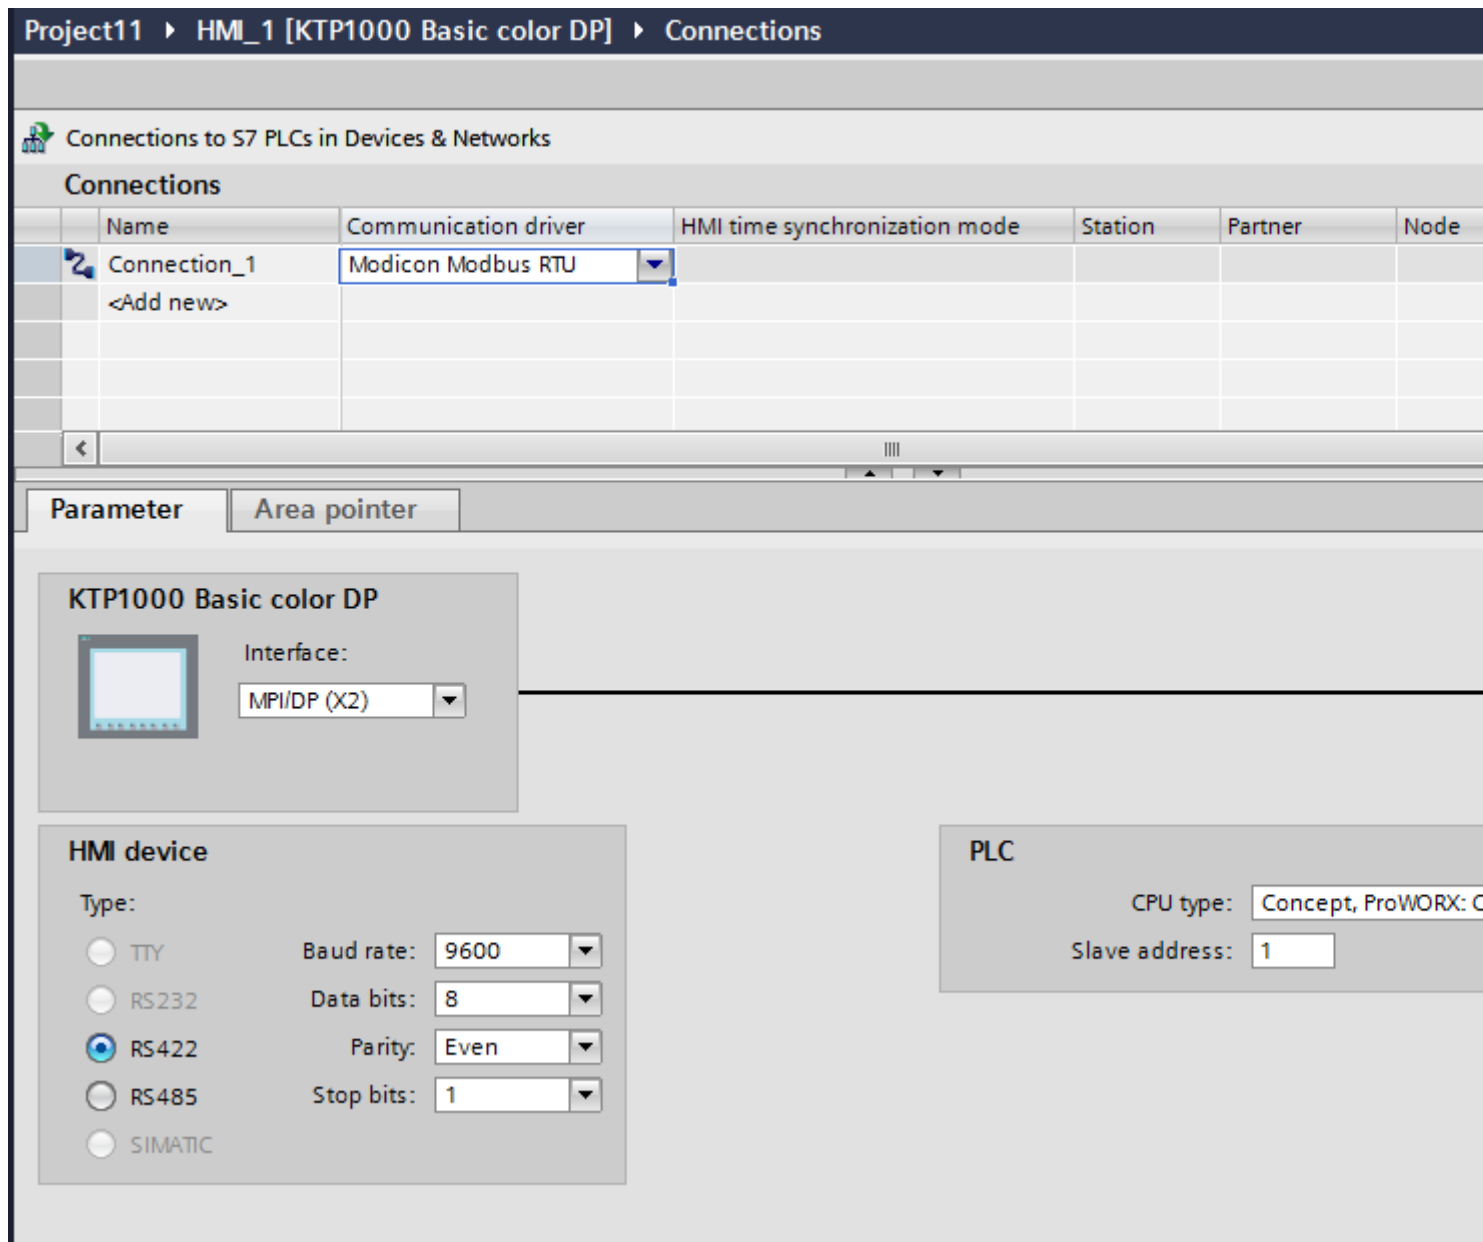 Project11 ▸ HMI_1 [KTP1000 Basic color DP] ▸ Connections
Connections to S7 PLCs in Devices & Networks
Connections
Name Communication driver HMI time synchronization mode Station Partner Node
Connection_1 Modicon Modbus RTU
<Add new>
Parameter Area pointer
KTP1000 Basic color DP
Interface:
MPI/DP (X2)
HMI device
Type:
TTY Baud rate: 9600
RS232 Data bits: 8
RS422 Parity: Even
RS485 Stop bits: 1
SIMATIC
PLC
CPU type: Concept, ProWORX:
Slave address: 1